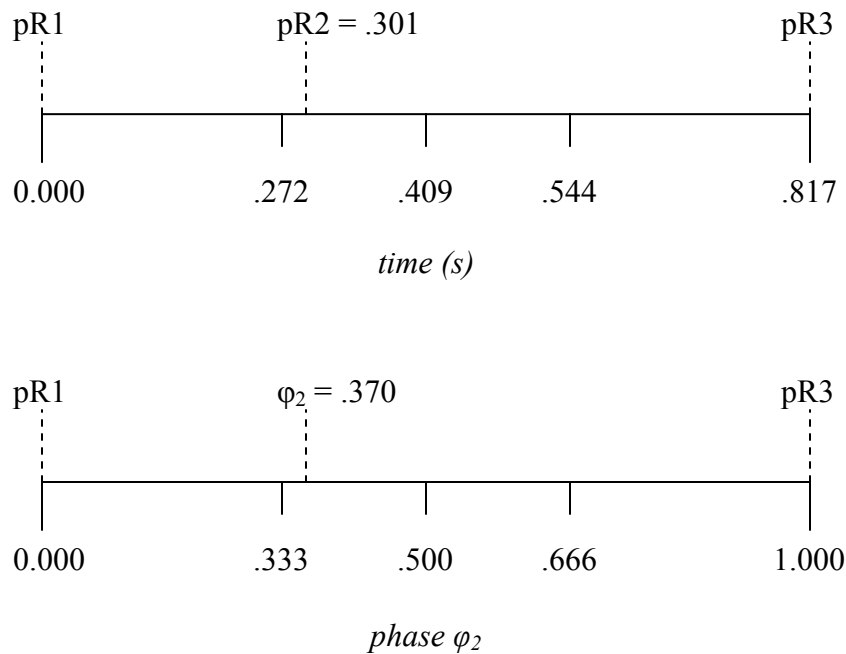 pR1 pR2 = .301 pR3
0.000 .272 .409 .544 .817
time (s)
pR1 φ2 = .370 pR3
0.000 .333 .500 .666 1.000
phase φ2